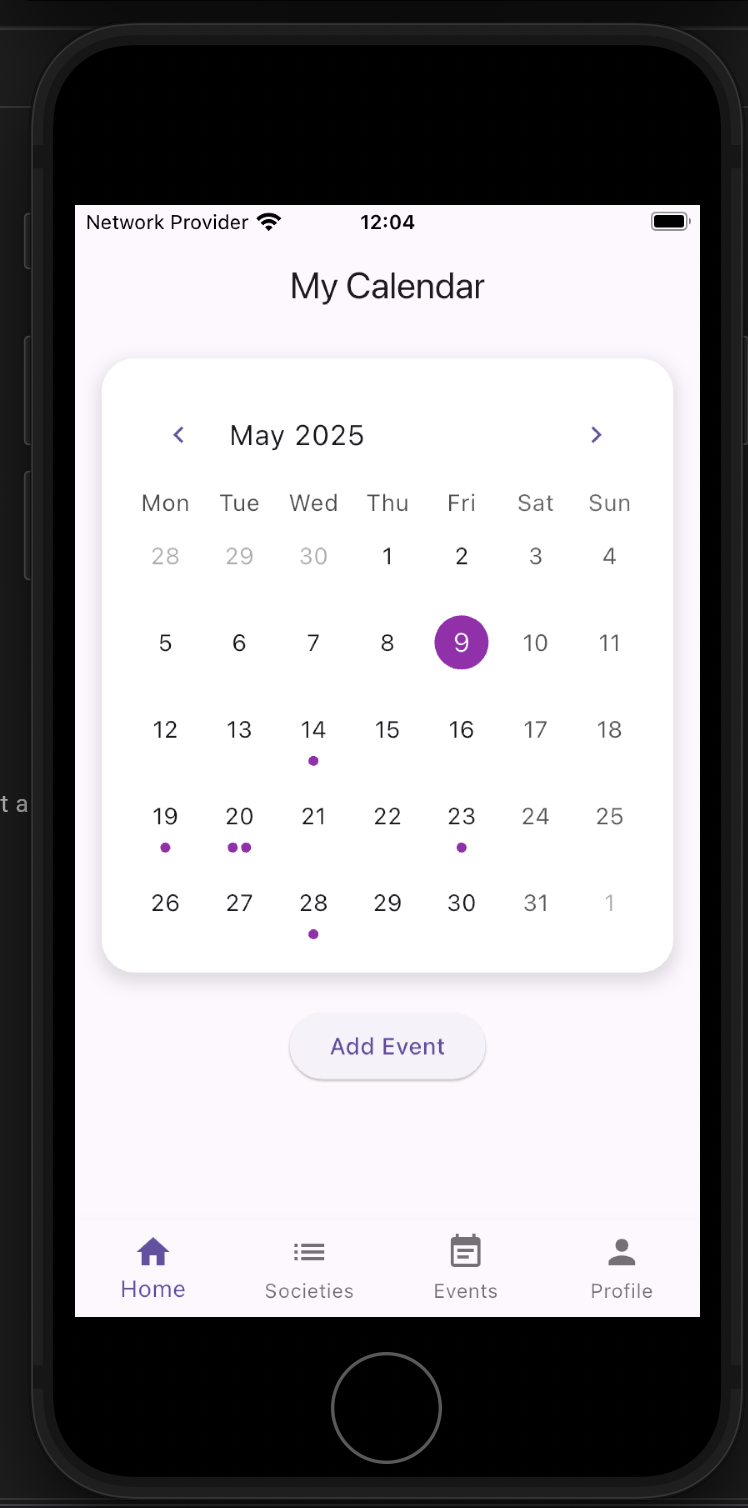 Network Provider 12:04
My Calendar
May 2025
Mon Tue Wed Thu Fri Sat Sun
28 29 30 1 2 3 4
5 6 7 8 9 10 11
12 13 14 15 16 17 18
t a
19 20 21 22 23 24 25
26 27 28 29 30 31 1
Add Event
Home Societies Events Profile